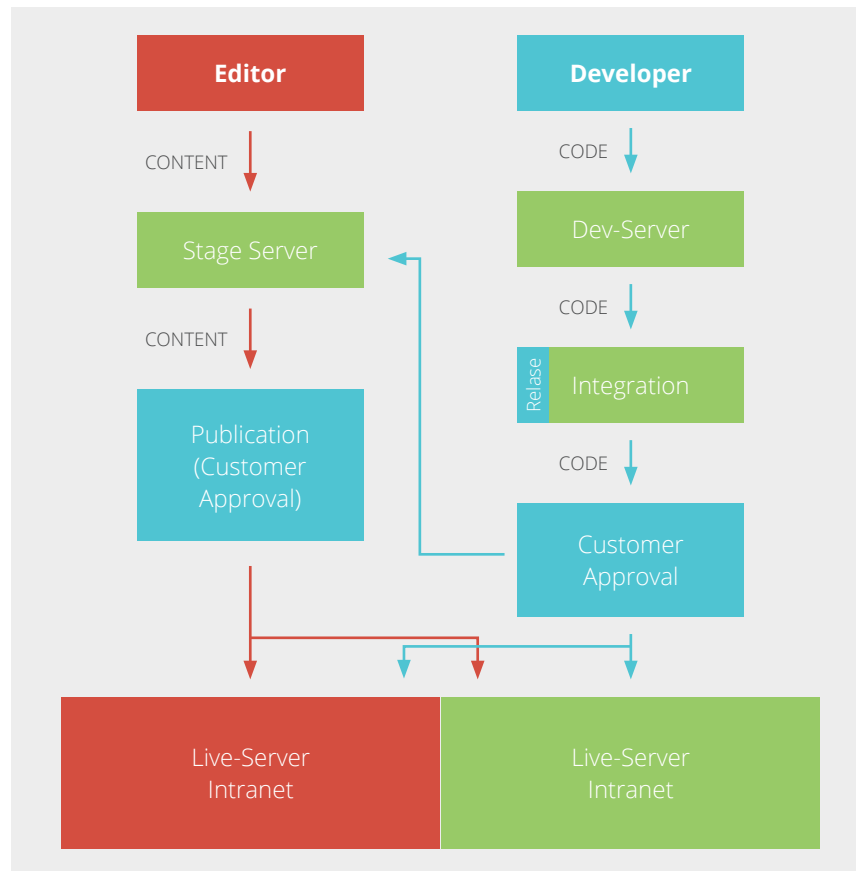 Editor
CONTENT
Stage Server
CONTENT
Publication
(Customer
Approval)
Developer
CODE
Dev-Server
CODE
Relase
Integration
CODE
Customer
Approval
Live-Server
Intranet
Live-Server
Intranet